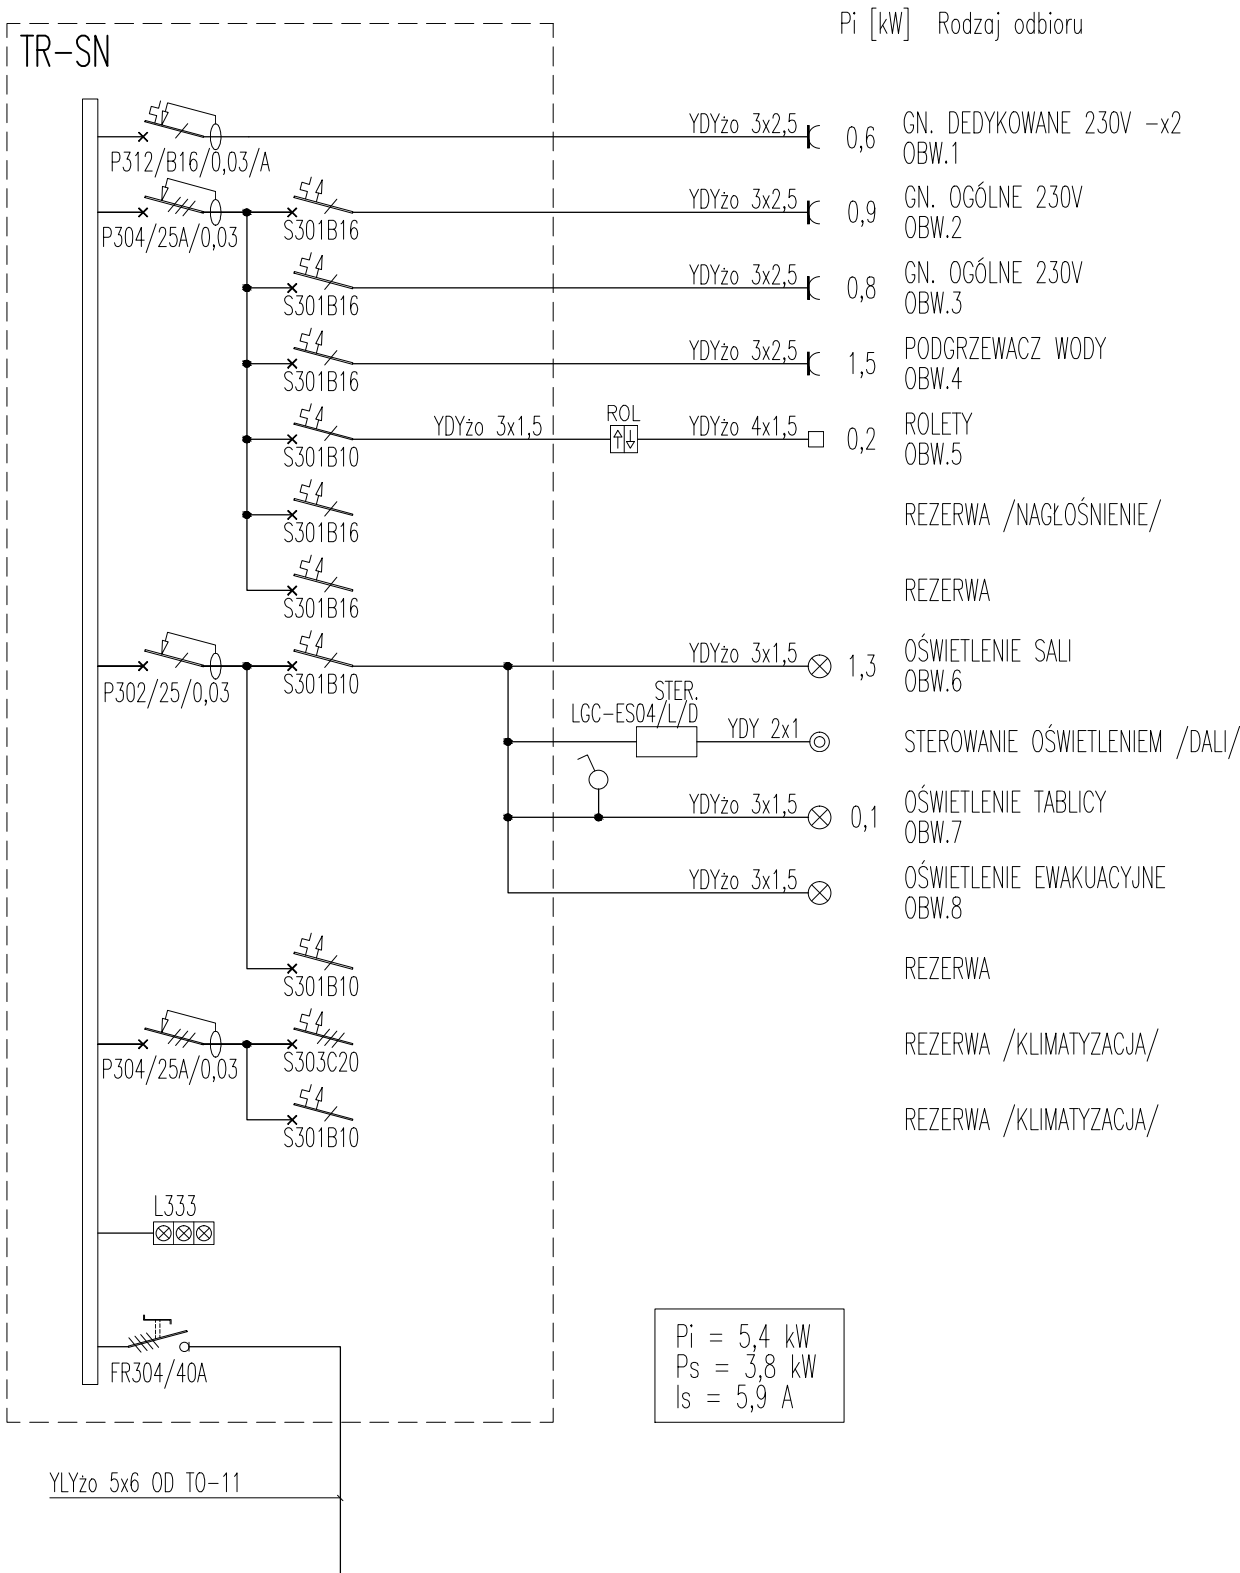 Pi [kW] Rodzaj odbioru
TR-SN
YDYżo 3x2,5
0,6
GN. DEDYKOWANE 230V -x2
OBW.1
P312/B16/0,03/A
YDYżo 3x2,5
0,9
GN. OGÓLNE 230V
OBW.2
P304/25A/0,03
S301B16
YDYżo 3x2,5
0,8
GN. OGÓLNE 230V
OBW.3
S301B16
YDYżo 3x2,5
1,5
PODGRZEWACZ WODY
OBW.4
S301B16
YDYżo 3x1,5
ROL
YDYżo 4x1,5
0,2
ROLETY
OBW.5
S301B10
REZERWA /NAGŁOŚNIENIE/
S301B16
REZERWA
S301B16
YDYżo 3x1,5
1,3
OŚWIETLENIE SALI
OBW.6
P302/25/0,03
S301B10
STER.
LGC-ES04/L/D
YDY 2x1
STEROWANIE OŚWIETLENIEM /DALI/
YDYżo 3x1,5
0,1
OŚWIETLENIE TABLICY
OBW.7
YDYżo 3x1,5
OŚWIETLENIE EWAKUACYJNE
OBW.8
REZERWA
S301B10
REZERWA /KLIMATYZACJA/
P304/25A/0,03
S303C20
REZERWA /KLIMATYZACJA/
S301B10
L333
FR304/40A
Pi = 5,4 kW
Ps = 3,8 kW
Is = 5,9 A
YLYżo 5x6 OD TO-11